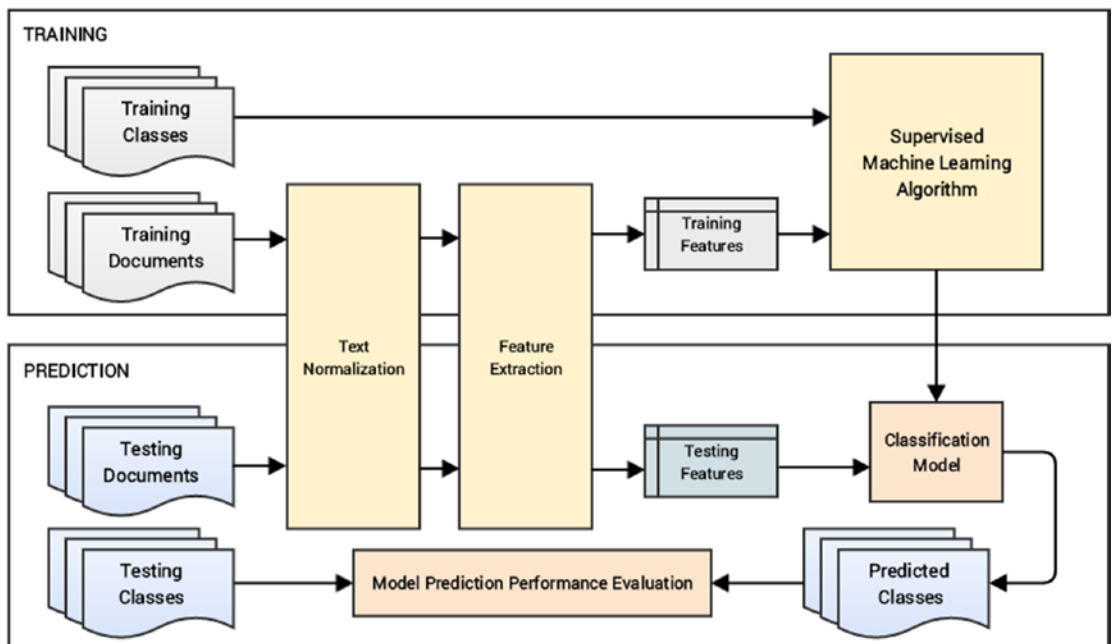 TRAINING
Training
Classes
Supervised
Machine Learning
Algorithm
Training
Documents
Training
Features
Text
Normalization
Feature
Extraction
PREDICTION
Testing
Documents
Testing
Features
Classification
Model
Testing
Classes
Model Prediction Performance Evaluation
Predicted
Classes